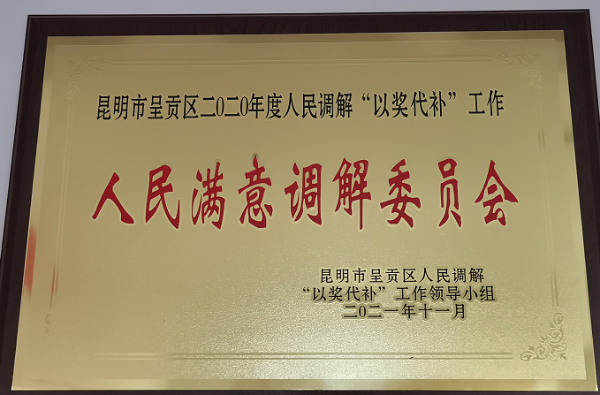 昆明市呈贡区二0二0年度人民调解“以奖代补”工作
人民满意调解委员会
昆明市呈贡区人民调解
“以奖代补”工作领导小组
二0二一年十一月